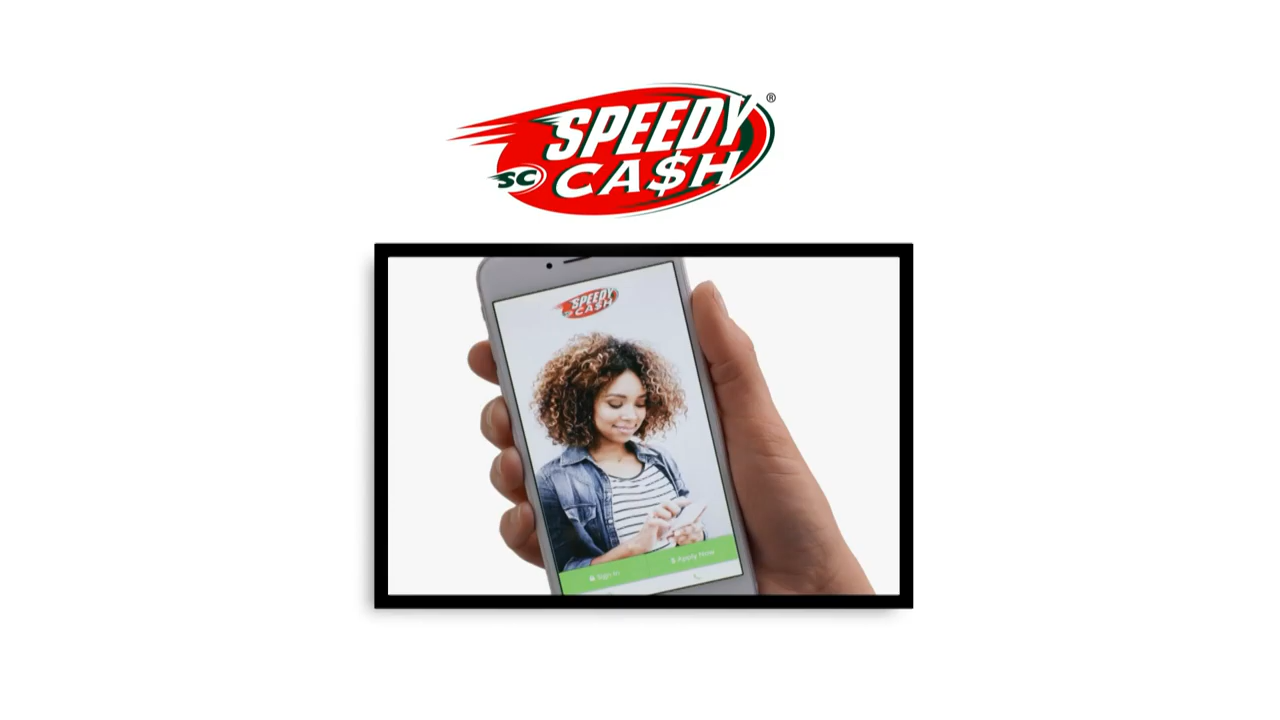 SPEEDY
CA$H
®
SC
SPEEDY
CA$H
Sign In
$ Apply Now